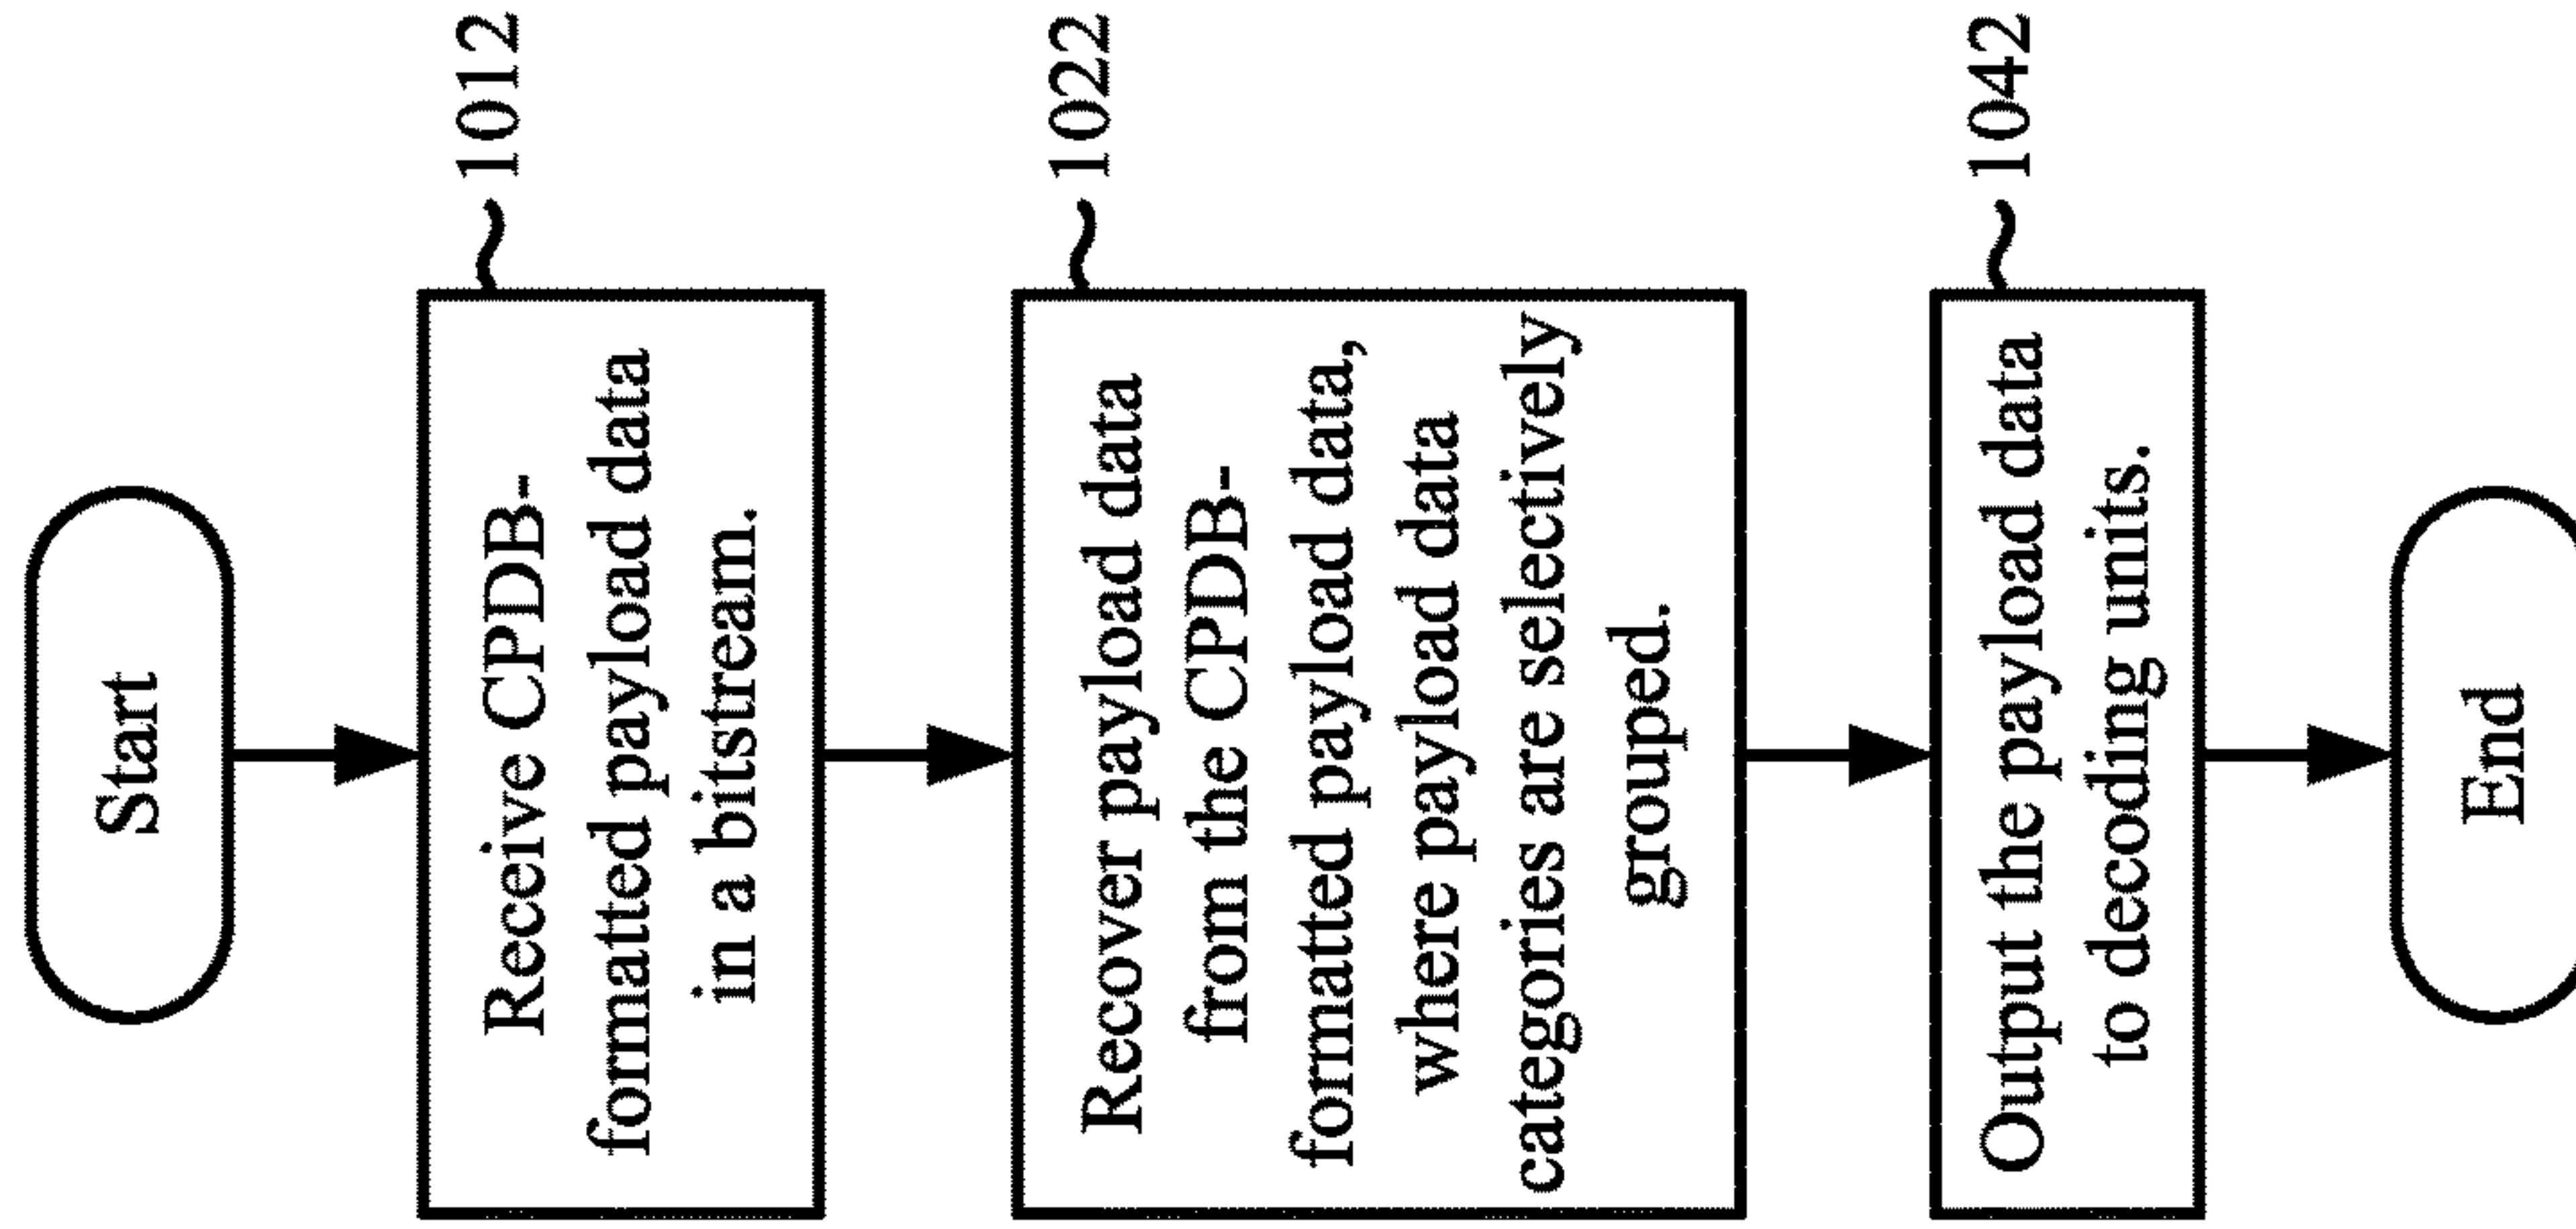 Start
Receive CPDB-
formatted payload data
in a bitstream.
1012
Recover payload data
from the CPDB-
formatted payload data,
where payload data
categories are selectively
grouped.
1022
Output the payload data
to decoding units.
1042
End